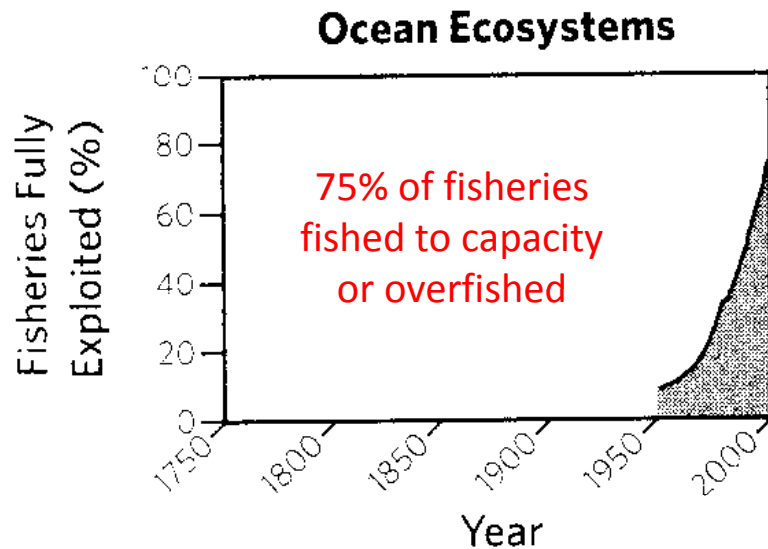 Ocean Ecosystems
Fisheries Fully
Exploited (%)
100
80
60
40
20
0
75% of fisheries
fished to capacity
or overfished
1750
1800
1850
1900
1950
2000
Year